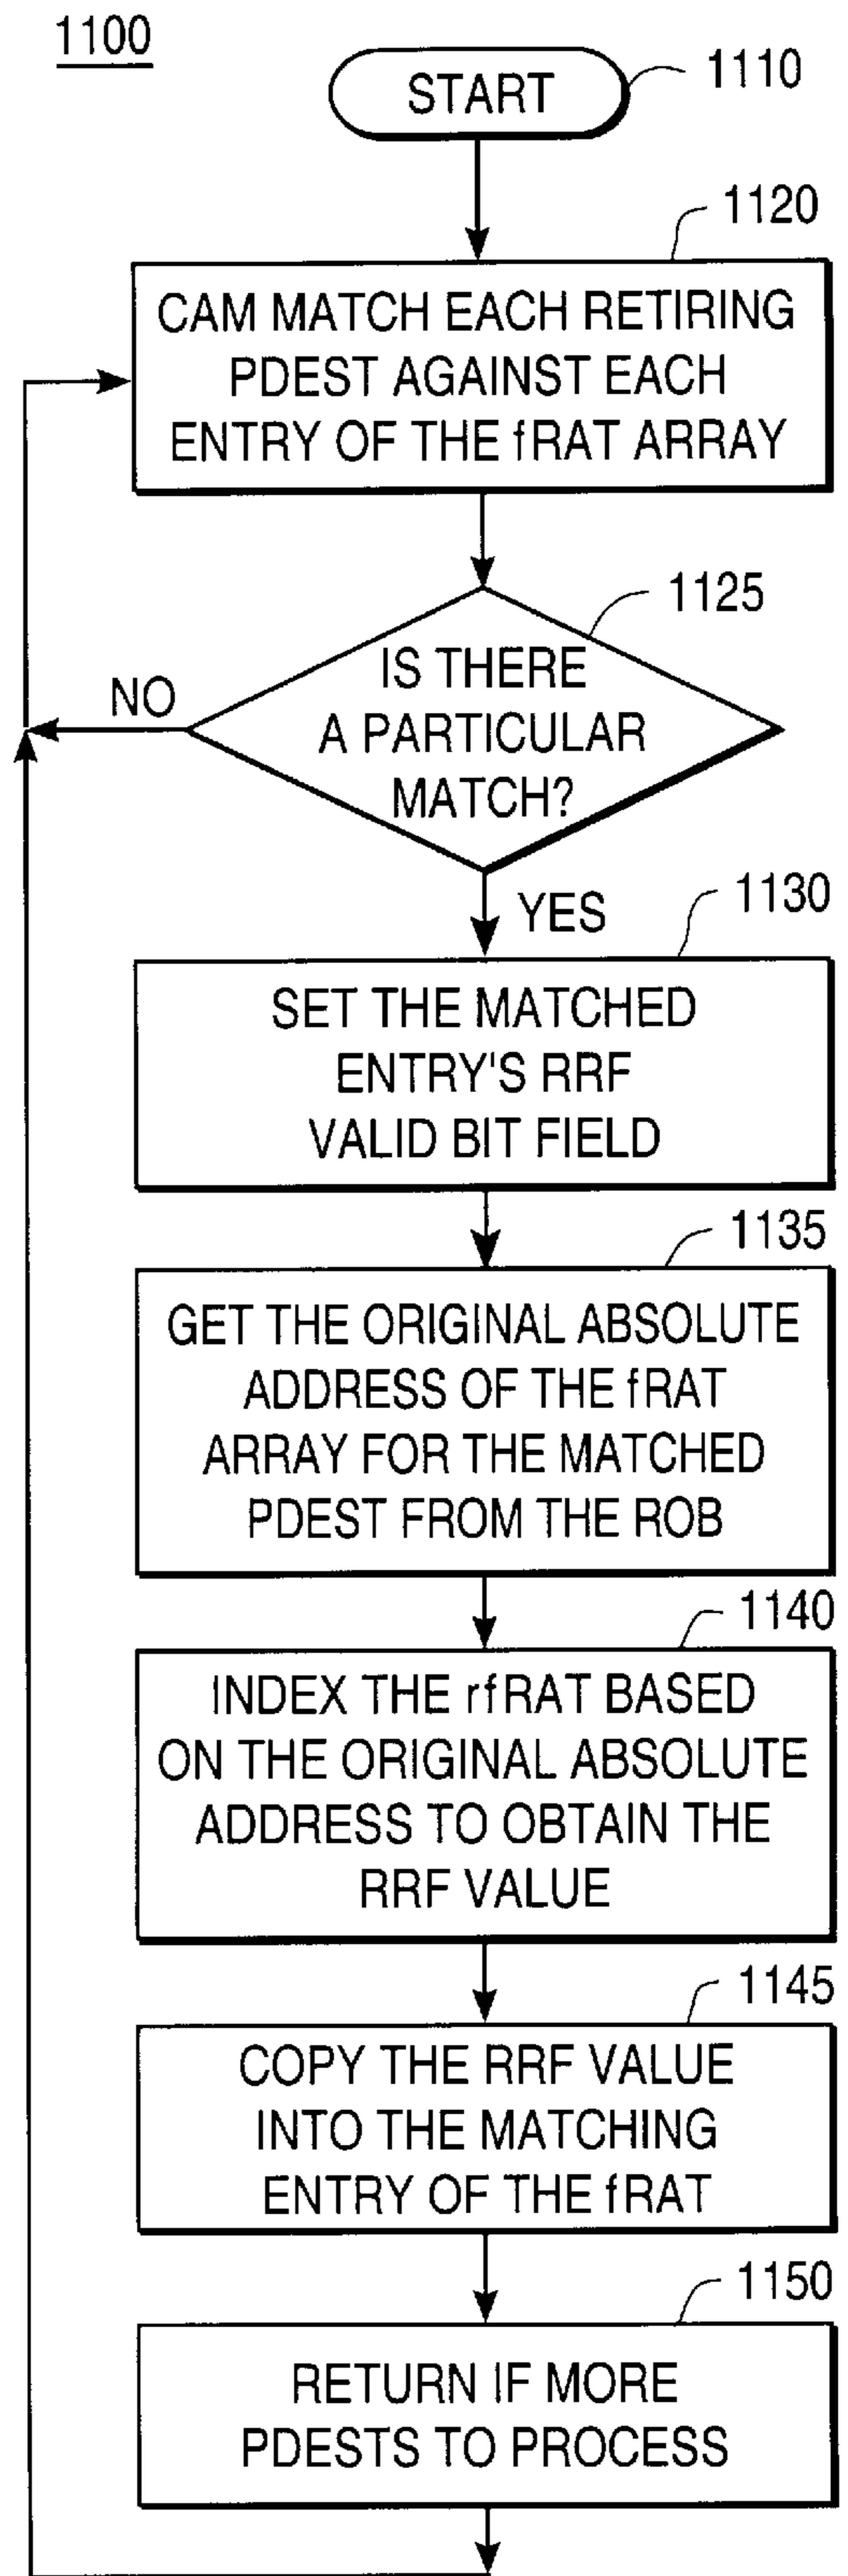 1100
START
1110
1120
CAM MATCH EACH RETIRING
PDEST AGAINST EACH
ENTRY OF THE fRAT ARRAY
1125
IS THERE
A PARTICULAR
MATCH?
NO
YES
1130
SET THE MATCHED
ENTRY'S RRF
VALID BIT FIELD
1135
GET THE ORIGINAL ABSOLUTE
ADDRESS OF THE fRAT
ARRAY FOR THE MATCHED
PDEST FROM THE ROB
1140
INDEX THE rfRAT BASED
ON THE ORIGINAL ABSOLUTE
ADDRESS TO OBTAIN THE
RRF VALUE
1145
COPY THE RRF VALUE
INTO THE MATCHING
ENTRY OF THE fRAT
1150
RETURN IF MORE
PDESTS TO PROCESS